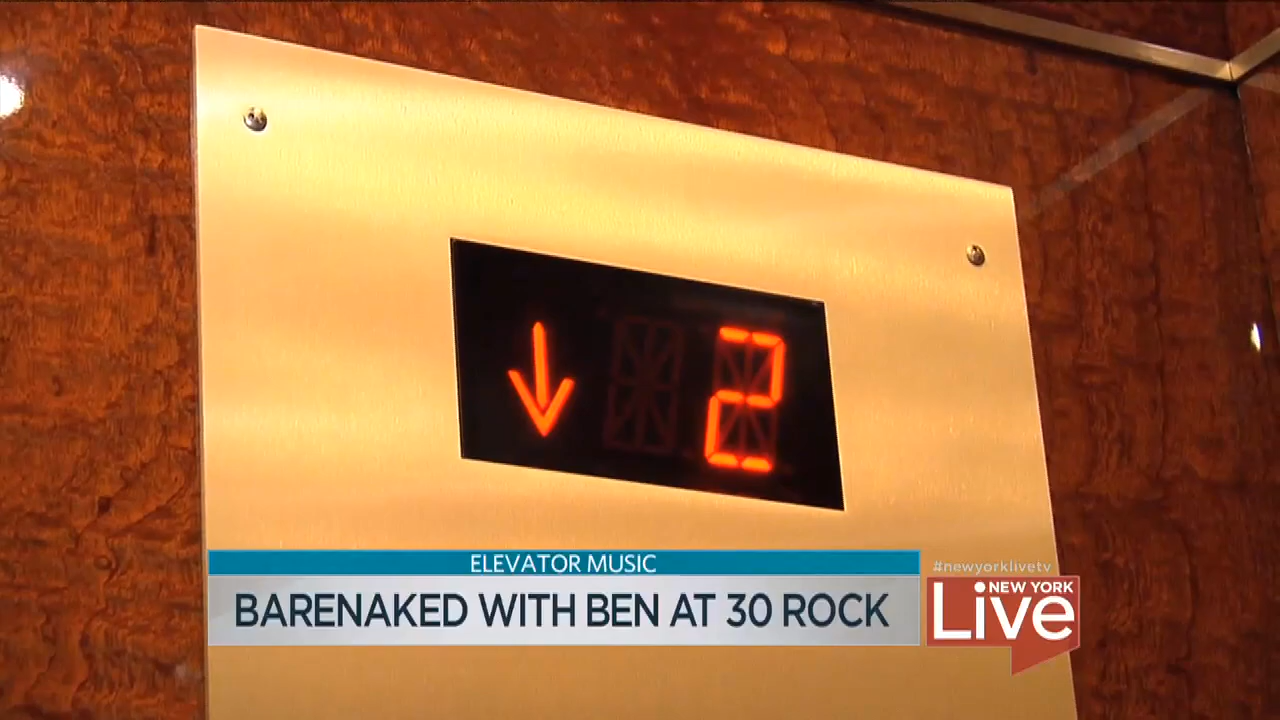 2
ELEVATOR MUSIC
BARENAKED WITH BEN AT 30 ROCK
#newyorklivetv
NEW YORK
Live